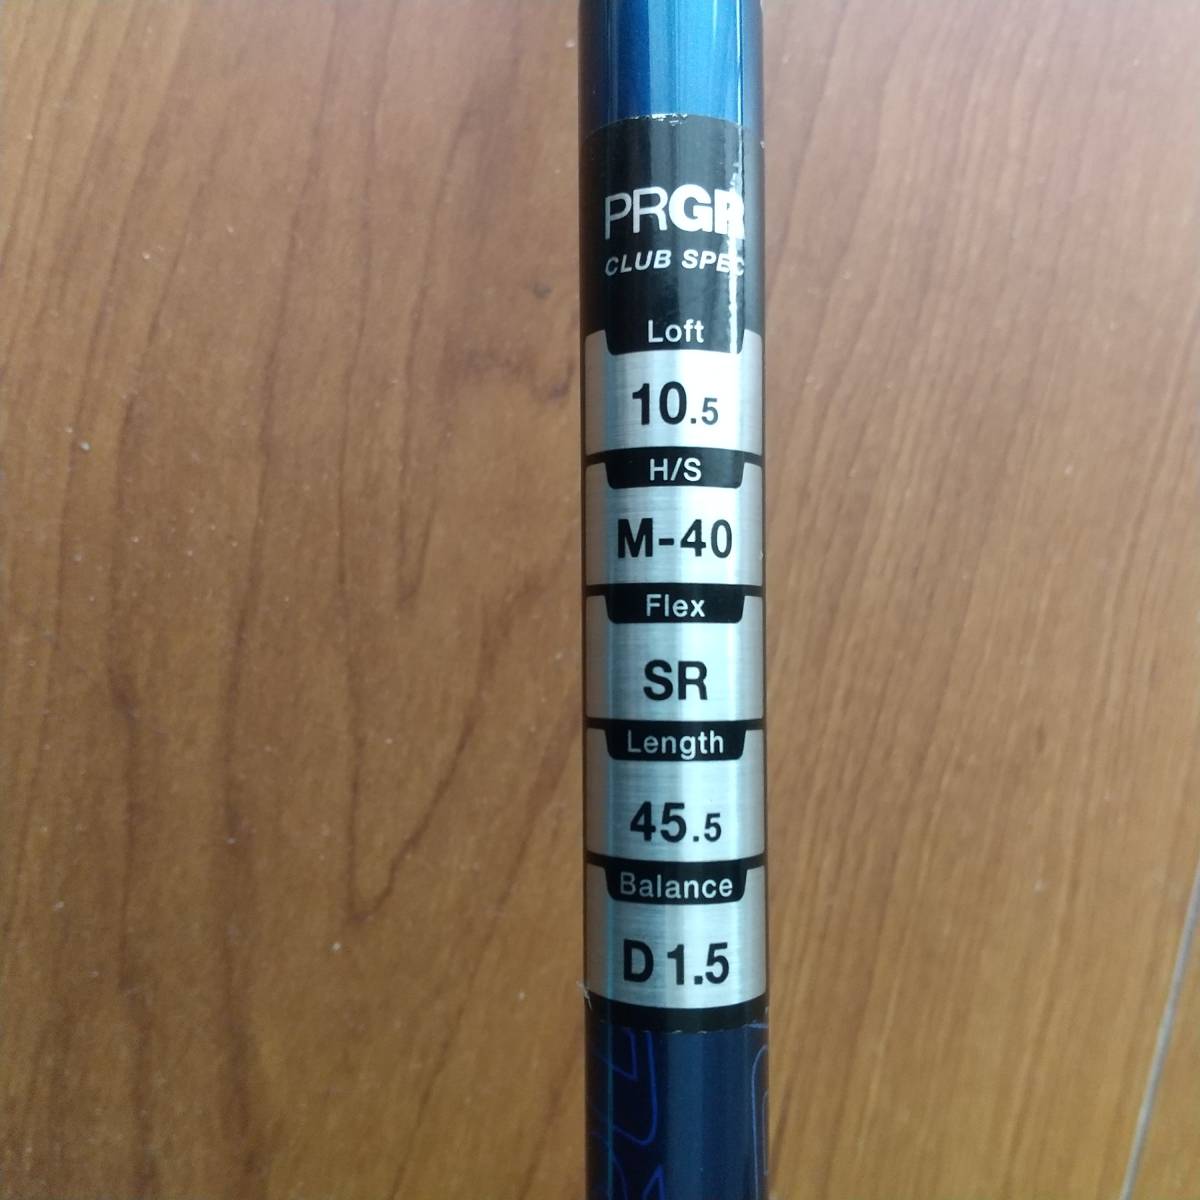 PRGR
CLUB SPEC
Loft
10.5
H/S
M-40
Flex
SR
Length
45.5
Balance
D 1.5